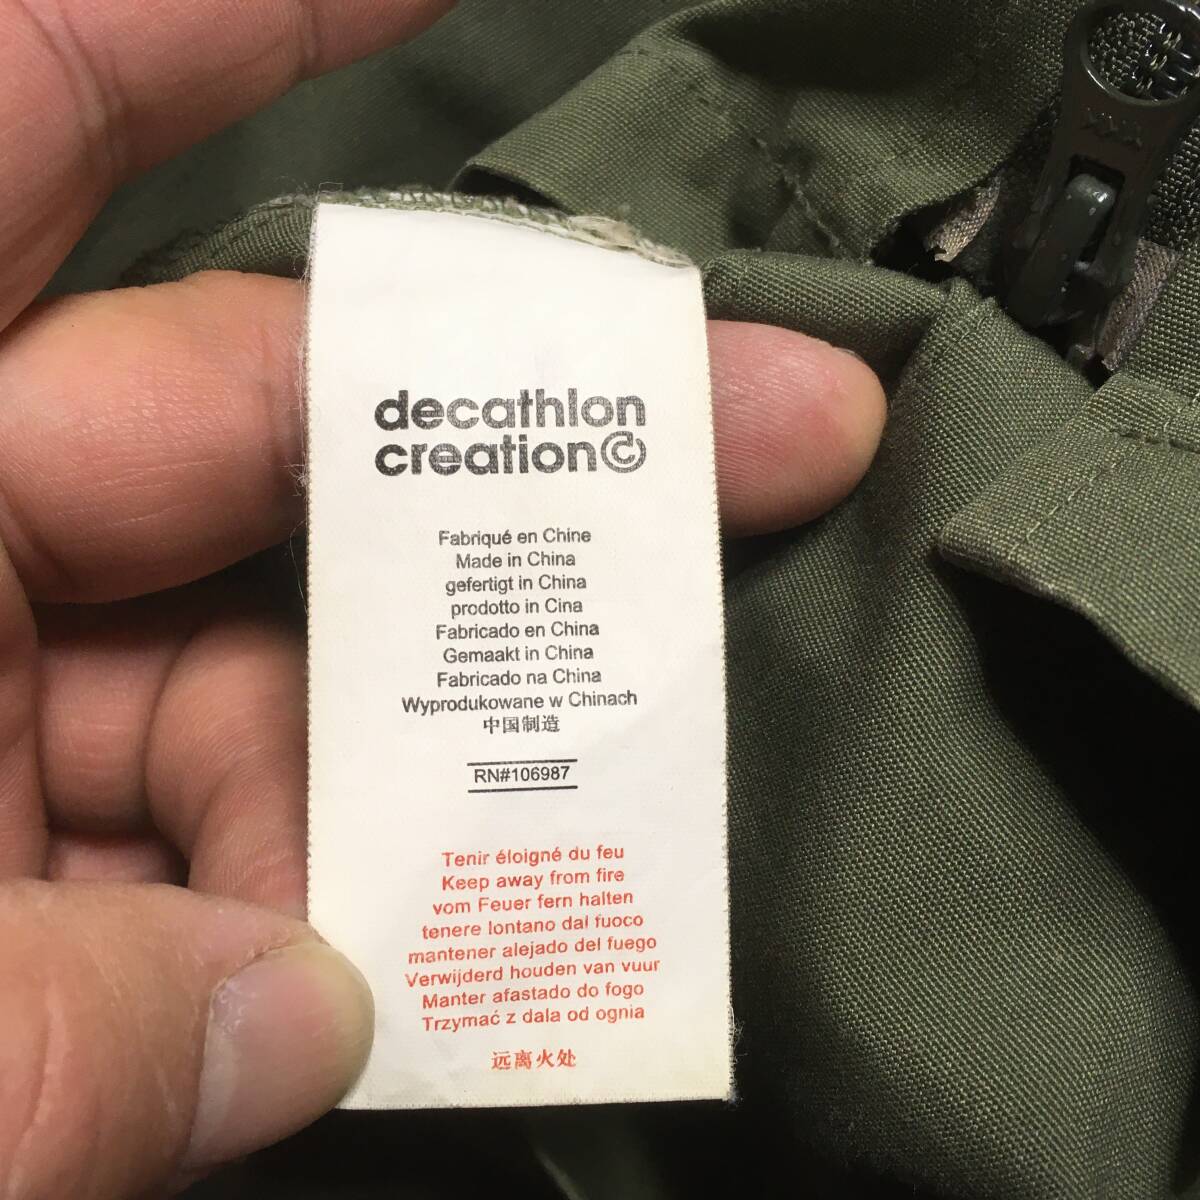 decathlon
creation©
Fabriqué en Chine
Made in China
gefertigt in China
prodotto in Cina
Fabricado en China
Gemaakt in China
Fabricado na China
Wyprodukowane w Chinach
中国制造
RN#106987
Tenir éloigné du feu
Keep away from fire
vom Feuer fern halten
tenere lontano dal fuoco
mantener alejado del fuego
Verwijderd houden van vuur
Manter afastado do fogo
Trzymać z dala od ognia
远离火处